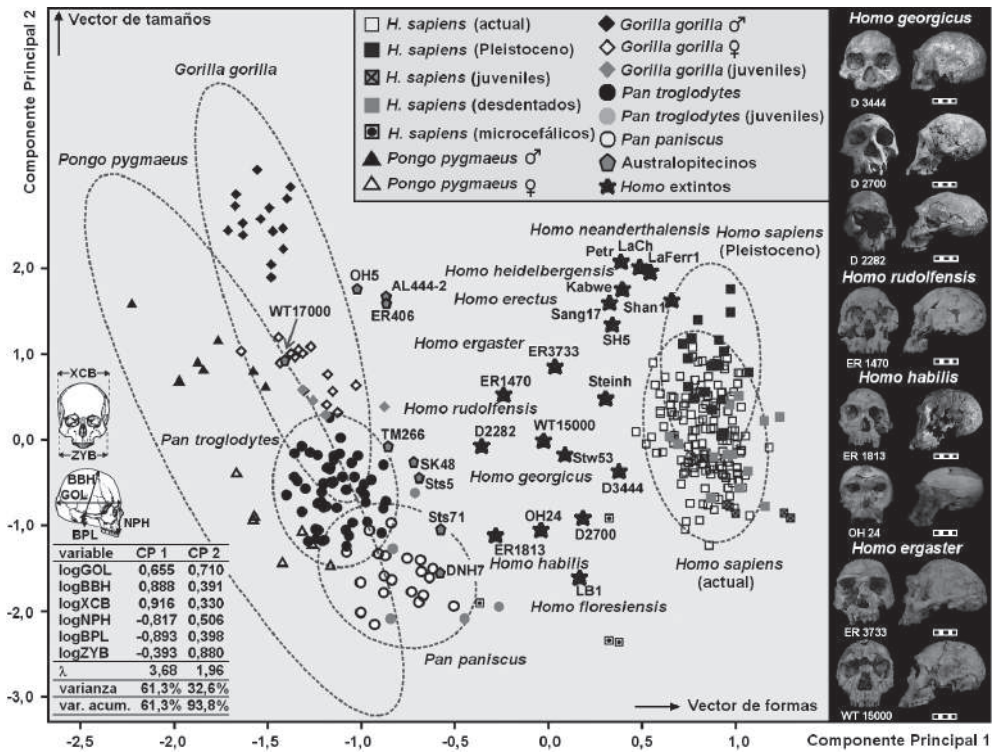 Componente Principal 2
Vector de tamaños
Gorilla gorilla
Pongo pygmaeus
H. sapiens (actual)
H. sapiens (Pleistoceno)
H. sapiens (juveniles)
H. sapiens (desdentados)
H. sapiens (microcefálicos)
Pongo pygmaeus ♂
Pongo pygmaeus ♀
Gorilla gorilla ♂
Gorilla gorilla ♀
Gorilla gorilla (juveniles)
Pan troglodytes
Pan troglodytes (juveniles)
Pan paniscus
Australopitecinos
Homo extintos
Homo neanderthalensis
Homo sapiens
(Pleistoceno)
Petr
LaCh
LaFerr1
Homo heidelbergensis
Kabwe
Shan1
Homo erectus
Sang17
SH5
OH5
AL444-2
ER406
WT17000
Homo ergaster
ER3733
ER1470
Steinh
Homo rudolfensis
Pan troglodytes
TM266
D2282
WT15000
Stw53
SK48
Sts5
Homo georgicus
D3444
Sts71
OH24
D2700
ER1813
Homo habilis
DNH7
LB1
Homo floresiensis
Homo sapiens
(actual)
Pan paniscus
2,0
1,0
0,0
-1,0
-2,0
-3,0
XCB
ZYB
BBH
GOL
NPH
BPL
variable CP 1 CP 2
logGOL 0,655 0,710
logBBH 0,888 0,391
logXCB 0,916 0,330
logNPH -0,817 0,506
logBPL -0,893 0,398
logZYB -0,393 0,880
λ 3,68 1,96
varianza 61,3% 32,6%
var. acum. 61.3% 93,8%
Vector de formas
-2,5 -2,0 -1,5 -1,0 -0,5 0,0 0,5 1,0 Componente Principal 1
Homo georgicus
D 3444
D 2700
D 2282
Homo rudolfensis
ER 1470
Homo habilis
ER 1813
OH 24
Homo ergaster
ER 3733
WT 15000